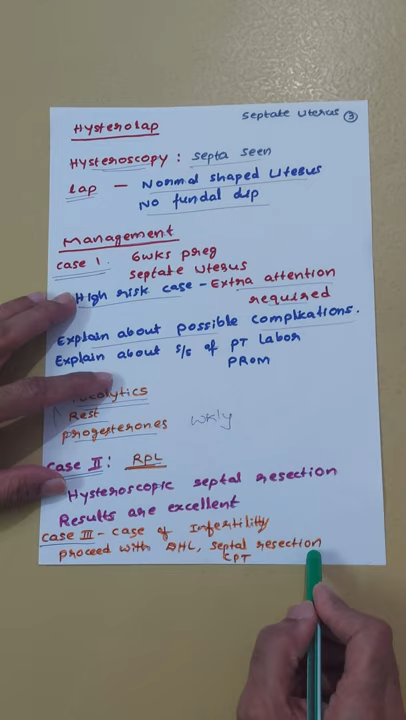 Septate Uterus ③
Hysterolap
Hysteroscopy : Septa seen
Lap — Normal shaped Uterus
No fundal dip
Management
Case 1. 6wks preg
Septate Uterus
High risk case - Extra attention
required
Explain about possible complications.
Explain about s/s of PT Labor
PROM
Rest
progesterones wkly
Case II : RPL
Hysteroscopic septal resection
Results are excellent
Case III - Case of Infertility
proceed with DHL, Septal resection
CPT